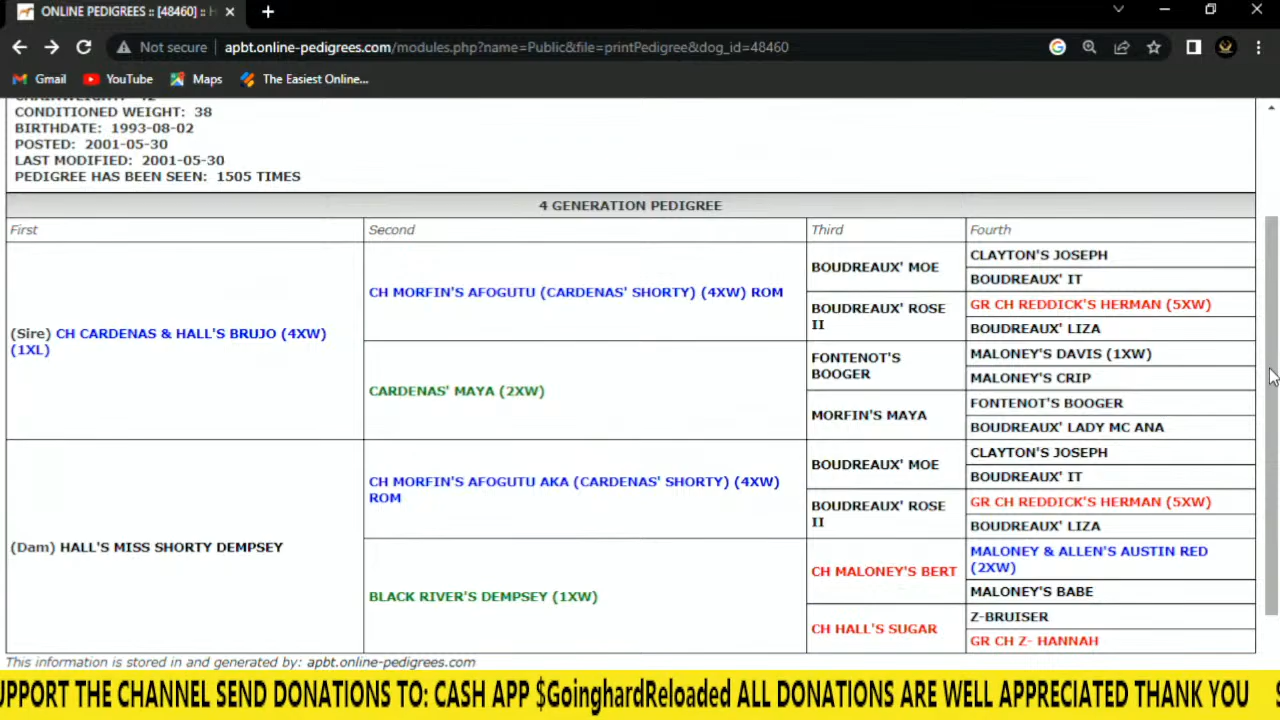 ONLINE PEDIGREES :: [48460] ::
Not secure apbt.online-pedigrees.com/modules.php?name=Public&file=printPedigree&dog_id=48460
Gmail YouTube Maps The Easiest Online...
CONDITIONED WEIGHT: 38
BIRTHDATE: 1993-08-02
POSTED: 2001-05-30
LAST MODIFIED: 2001-05-30
PEDIGREE HAS BEEN SEEN: 1505 TIMES
4 GENERATION PEDIGREE
First Second Third Fourth
(Sire) CH CARDENAS & HALL'S BRUJO (4XW)
(1XL)
CH MORFIN'S AFOGUTU (CARDENAS' SHORTY) (4XW) ROM
BOUDREAUX' MOE
CLAYTON'S JOSEPH
BOUDREAUX' IT
BOUDREAUX' ROSE
II
GR CH REDDICK'S HERMAN (5XW)
BOUDREAUX' LIZA
CARDENAS' MAYA (2XW)
FONTENOT'S
BOOGER
MALONEY'S DAVIS (1XW)
MALONEY'S CRIP
MORFIN'S MAYA
FONTENOT'S BOOGER
BOUDREAUX' LADY MC ANA
(Dam) HALL'S MISS SHORTY DEMPSEY
CH MORFIN'S AFOGUTU AKA (CARDENAS' SHORTY) (4XW)
ROM
BOUDREAUX' MOE
CLAYTON'S JOSEPH
BOUDREAUX' IT
BOUDREAUX' ROSE
II
GR CH REDDICK'S HERMAN (5XW)
BOUDREAUX' LIZA
BLACK RIVER'S DEMPSEY (1XW)
CH MALONEY'S BERT
MALONEY & ALLEN'S AUSTIN RED
(2XW)
MALONEY'S BABE
CH HALL'S SUGAR
Z-BRUISER
GR CH Z- HANNAH
This information is stored in and generated by: apbt.online-pedigrees.com
UPPORT THE CHANNEL SEND DONATIONS TO: CASH APP $GoinghardReloaded ALL DONATIONS ARE WELL APPRECIATED THANK YOU S